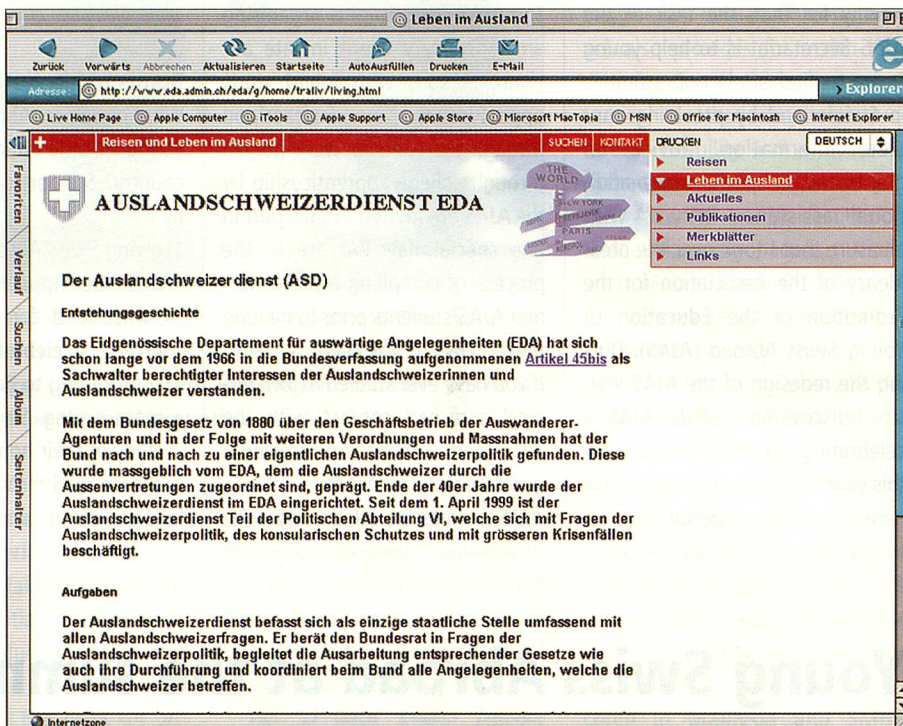 Leben im Ausland
Zurück Vorwärts Abbrechen Aktualisieren Startseite AutoAusfüllen Drucken E-Mail
Adresse: http://www.eda.admin.ch/eda/g/home/traliv/living.html Explorer
Live Home Page Apple Computer iTools Apple Support Apple Store Microsoft MacTopia MSN Office for Macintosh Internet Explorer
Reisen und Leben im Ausland SUCHEN KONTAKT DRUCKEN DEUTSCH
Reisen
Leben im Ausland
Aktuelles
Publikationen
Merkblätter
Links
THE WORLD
NEW YORK
REYKJAVIK
PARIS
AUSLANDSCHWEIZERDIENST EDA
Favoriten
Verlauf
Suchen
Album
Seitenhalter
Der Auslandschweizerdienst (ASD)
Entstehungsgeschichte
Das Eidgenössische Departement für auswärtige Angelegenheiten (EDA) hat sich
schon lange vor dem 1966 in die Bundesverfassung aufgenommenen Artikel 45bis als
Sachwalter berechtigter Interessen der Auslandschweizerinnen und
Auslandschweizer verstanden.
Mit dem Bundesgesetz von 1880 über den Geschäftsbetrieb der Auswanderer-
Agenturen und in der Folge mit weiteren Verordnungen und Massnahmen hat der
Bund nach und nach zu einer eigentlichen Auslandschweizerpolitik gefunden. Diese
wurde massgeblich vom EDA, dem die Auslandschweizer durch die
Aussenvertretungen zugeordnet sind, geprägt. Ende der 40er Jahre wurde der
Auslandschweizerdienst im EDA eingerichtet. Seit dem 1. April 1999 ist der
Auslandschweizerdienst Teil der Politischen Abteilung VI, welche sich mit Fragen der
Auslandschweizerpolitik, des konsularischen Schutzes und mit grösseren Krisenfällen
beschäftigt.
Aufgaben
Der Auslandschweizerdienst befasst sich als einzige staatliche Stelle umfassend mit
allen Auslandschweizerfragen. Er berät den Bundesrat in Fragen der
Auslandschweizerpolitik, begleitet die Ausarbeitung entsprechender Gesetze wie
auch ihre Durchführung und koordiniert beim Bund alle Angelegenheiten, welche die
Auslandschweizer betreffen.
Internetzone